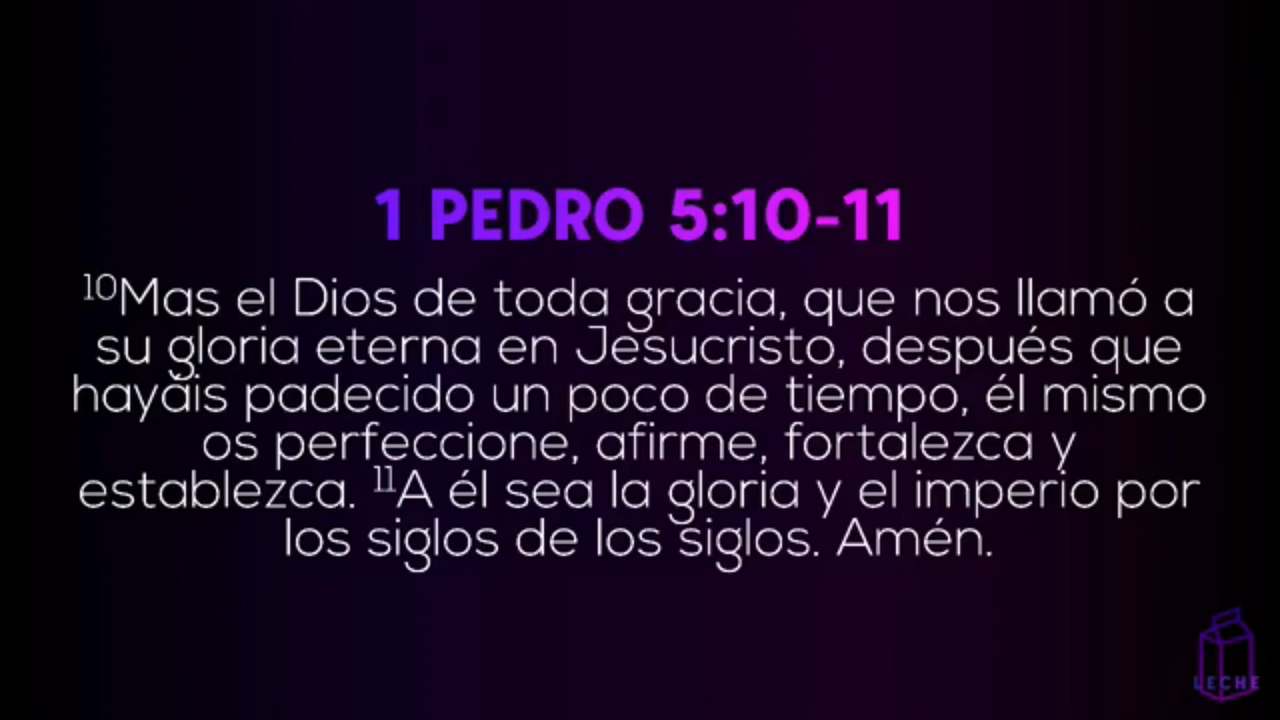 1 PEDRO 5:10-11
¹⁰Mas el Dios de toda gracia, que nos llamó a
su gloria eterna en Jesucristo, después que
hayáis padecido un poco de tiempo, él mismo
os perfeccione, afirme, fortalezca y
establezca. ¹¹A él sea la gloria y el imperio por
los siglos de los siglos. Amén.
LECHE